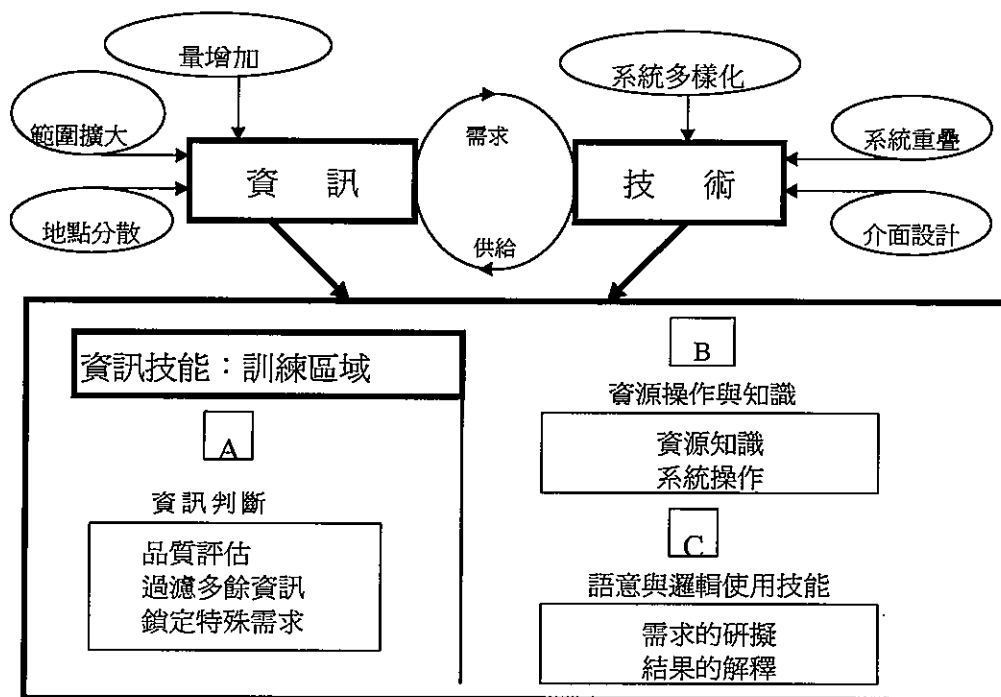 量增加
系統多樣化
範圍擴大
需求
系統重疊
資 訊
技 術
地點分散
供給
介面設計
資訊技能：訓練區域
A
資訊判斷
品質評估
過濾多餘資訊
鎖定特殊需求
B
資源操作與知識
資源知識
系統操作
C
語意與邏輯使用技能
需求的研擬
結果的解釋